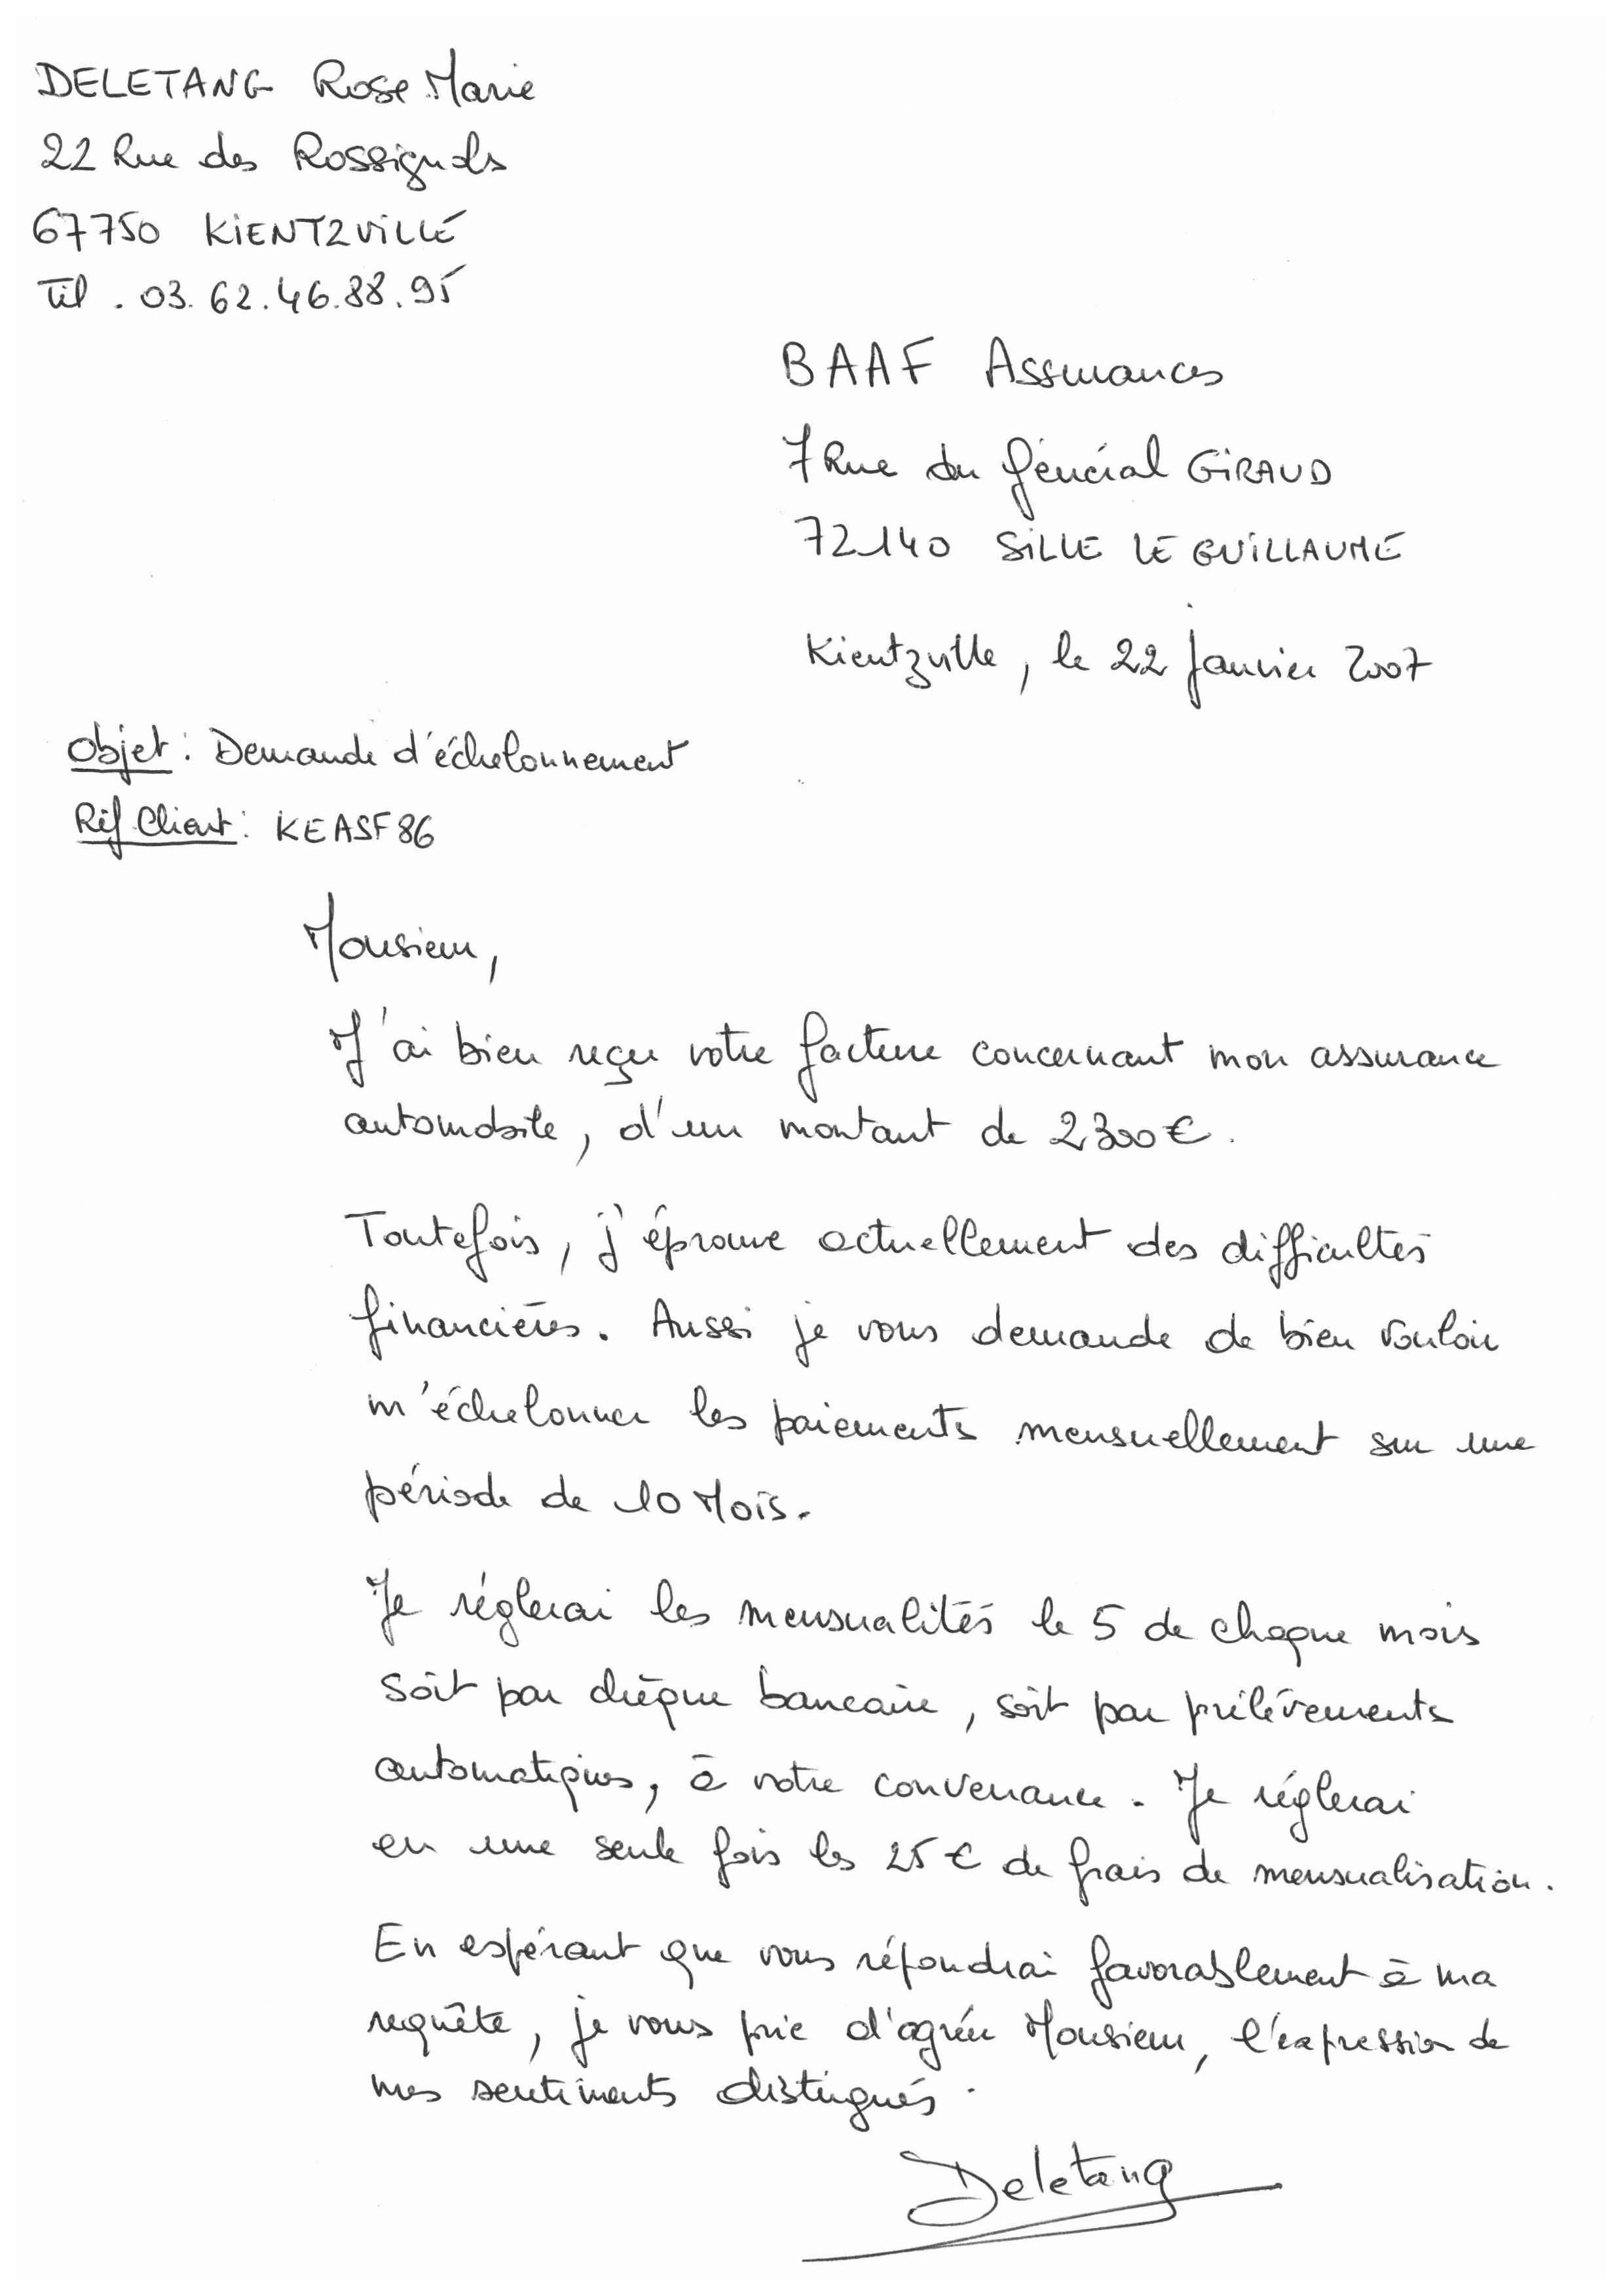 DELETANG Rose Marie
22 Rue des Rossignols
67750 KIENTZVILLE
Tél . 03.62.46.88.95
BAAF Assurances
7 Rue du général GIRAUD
72140 SILLE LE GUILLAUME
Kientzville, le 22 janvier 2007
Objet : Demande d'échelonnement
Réf Client : KEASF86
Monsieur,
J'ai bien reçu votre facture concernant mon assurance
automobile, d'un montant de 2300€.
Toutefois, j'éprouve actuellement des difficultés
financières. Aussi je vous demande de bien vouloir
m'échelonner les paiements mensuellement sur une
période de 10 Mois.
Je réglerai les mensualités le 5 de chaque mois
soit par chèque bancaire, soit par prélèvements
automatiques, à votre convenance. Je réglerai
en une seule fois les 25 € de frais de mensualisation.
En espérant que vous répondrai favorablement à ma
requête, je vous prie d'agréer Monsieur, l'expression de
mes sentiments distingués.
Deletang